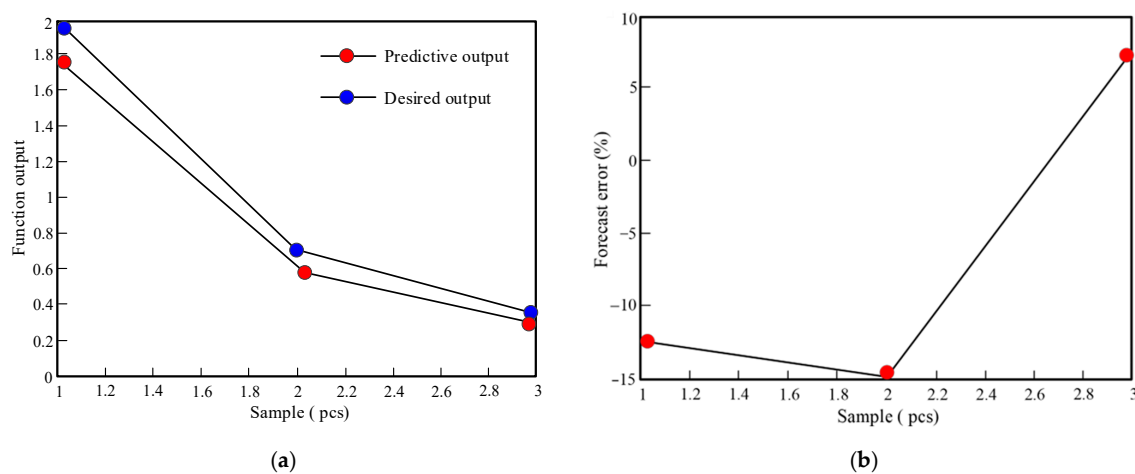 2
1.8
1.6
1.4
1.2
1
0.8
0.6
0.4
0.2
0
Function output
Predictive output
Desired output
1 1.2 1.4 1.6 1.8 2 2.2 2.4 2.6 2.8 3
Sample ( pcs)
(a)
10
5
0
−5
−10
−15
Forecast error (%)
1 1.2 1.4 1.6 1.8 2 2.2 2.4 2.6 2.8 3
Sample ( pcs)
(b)